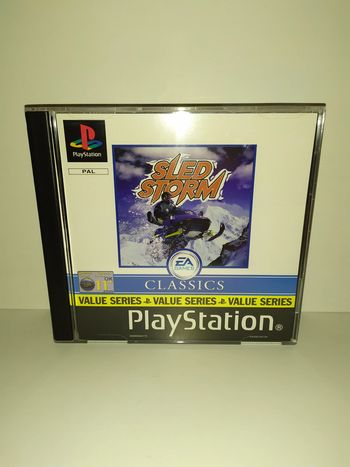 PlayStation
PAL
SLED
STORM
EA
GAMES
CLASSICS
VALUE SERIES VALUE SERIES VALUE SERIES
PlayStation®